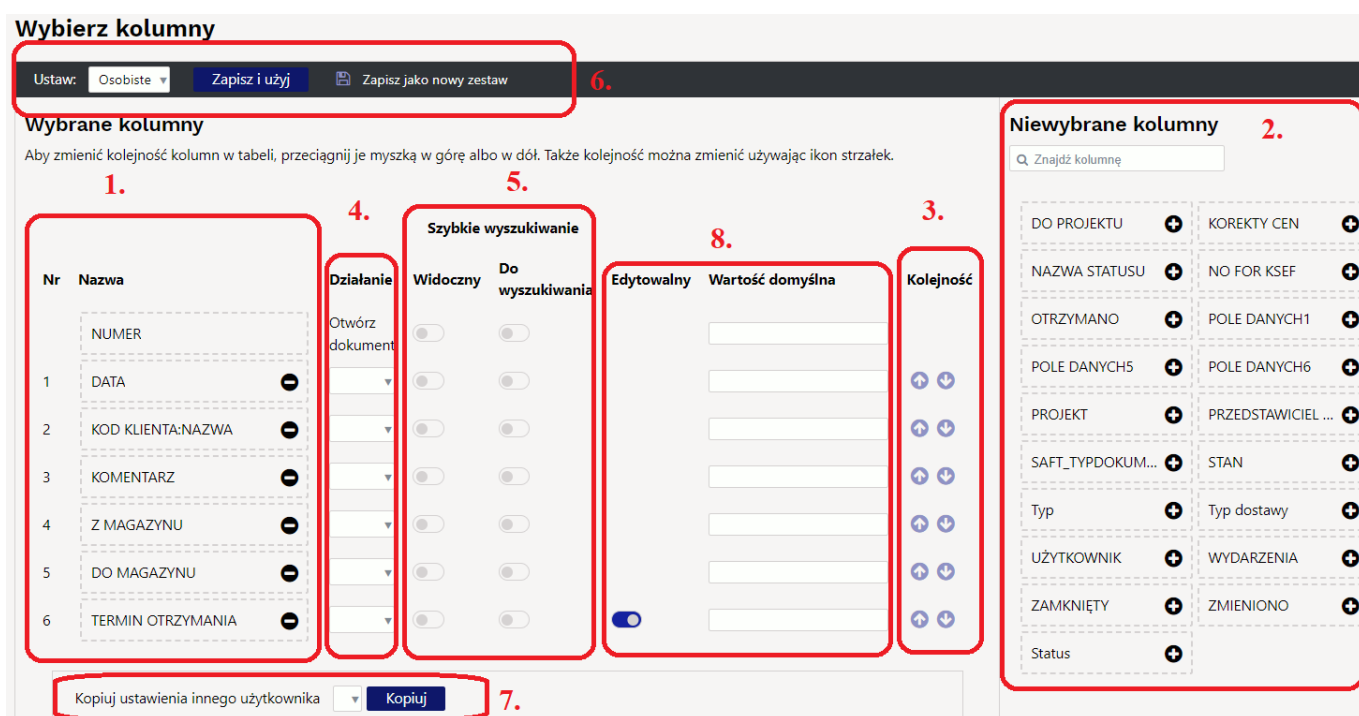 Wybierz kolumny
Ustaw: Osobiste Zapisz i użyj Zapisz jako nowy zestaw 6.
Wybrane kolumny
Aby zmienić kolejność kolumn w tabeli, przeciągnij je myszką w górę albo w dół. Także kolejność można zmienić używając ikon strzałek.
1. 4. 5. 8. 3.
Szybkie wyszukiwanie
Nr Nazwa Działanie Widoczny Do wyszukiwania Edytowalny Wartość domyślna Kolejność
NUMER Otwórz dokument
1 DATA
2 KOD KLIENTA:NAZWA
3 KOMENTARZ
4 Z MAGAZYNU
5 DO MAGAZYNU
6 TERMIN OTRZYMANIA
Kopiuj ustawienia innego użytkownika Kopiuj 7.
Niewybrane kolumny 2.
Znajdź kolumnę
DO PROJEKTU KOREKTY CEN
NAZWA STATUSU NO FOR KSEF
OTRZYMANO POLE DANYCH1
POLE DANYCH5 POLE DANYCH6
PROJEKT PRZEDSTAWICIEL ...
SAFT_TYPDOKUM... STAN
Typ Typ dostawy
UŻYTKOWNIK WYDARZENIA
ZAMKNIĘTY ZMIENIONO
Status